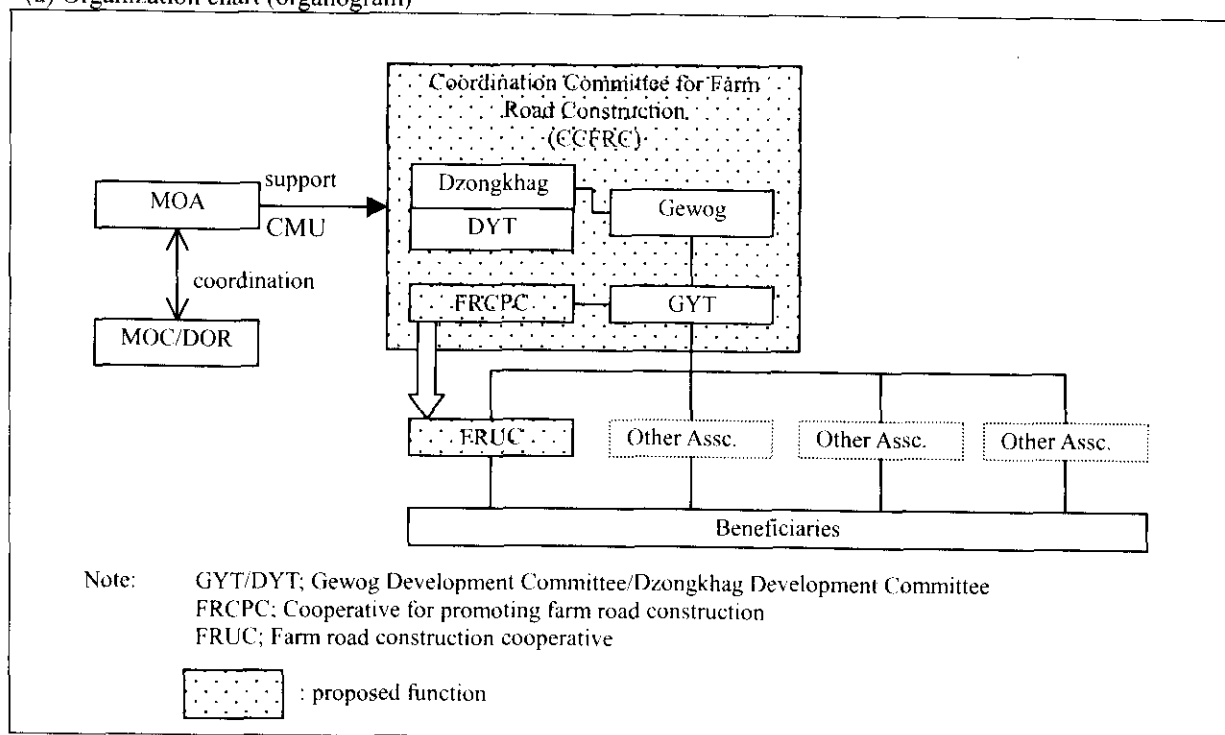 (a) Organization chart (organogram)
Coordination Committee for Farm
Road Construction
(CCFRC)
Dzongkhag
DYT
Gewog
MOA
support
CMU
coordination
MOC/DOR
FRCPC
GYT
FRUC
Other Assc.
Other Assc.
Other Assc.
Beneficiaries
Note:
GYT/DYT; Gewog Development Committee/Dzongkhag Development Committee
FRCPC; Cooperative for promoting farm road construction
FRUC; Farm road construction cooperative
: proposed function